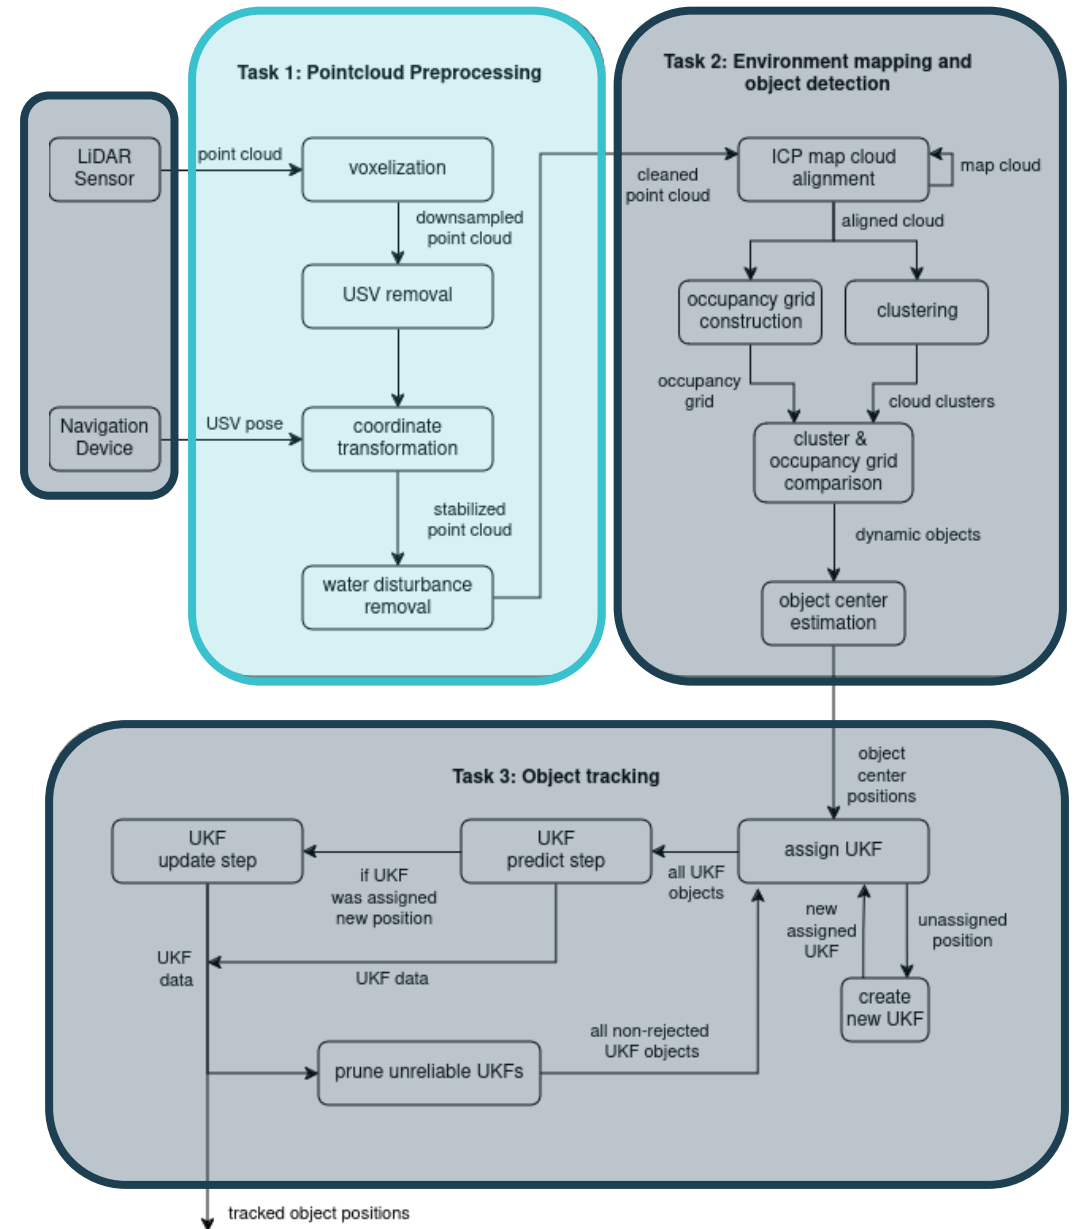 Task 1: Pointcloud Preprocessing
LiDAR
Sensor
point cloud
voxelization
downsampled
point cloud
USV removal
Navigation
Device
USV pose
coordinate
transformation
stabilized
point cloud
water disturbance
removal
Task 2: Environment mapping and
object detection
cleaned
point cloud
ICP map cloud
alignment
map cloud
aligned cloud
occupancy grid
construction
clustering
occupancy
grid
cloud clusters
cluster &
occupancy grid
comparison
dynamic objects
object center
estimation
object
center
positions
Task 3: Object tracking
assign UKF
all UKF
objects
UKF
predict step
if UKF
was assigned
new position
UKF
update step
new
assigned
UKF
unassigned
position
create
new UKF
UKF
data
UKF data
prune unreliable UKFs
all non-rejected
UKF objects
tracked object positions